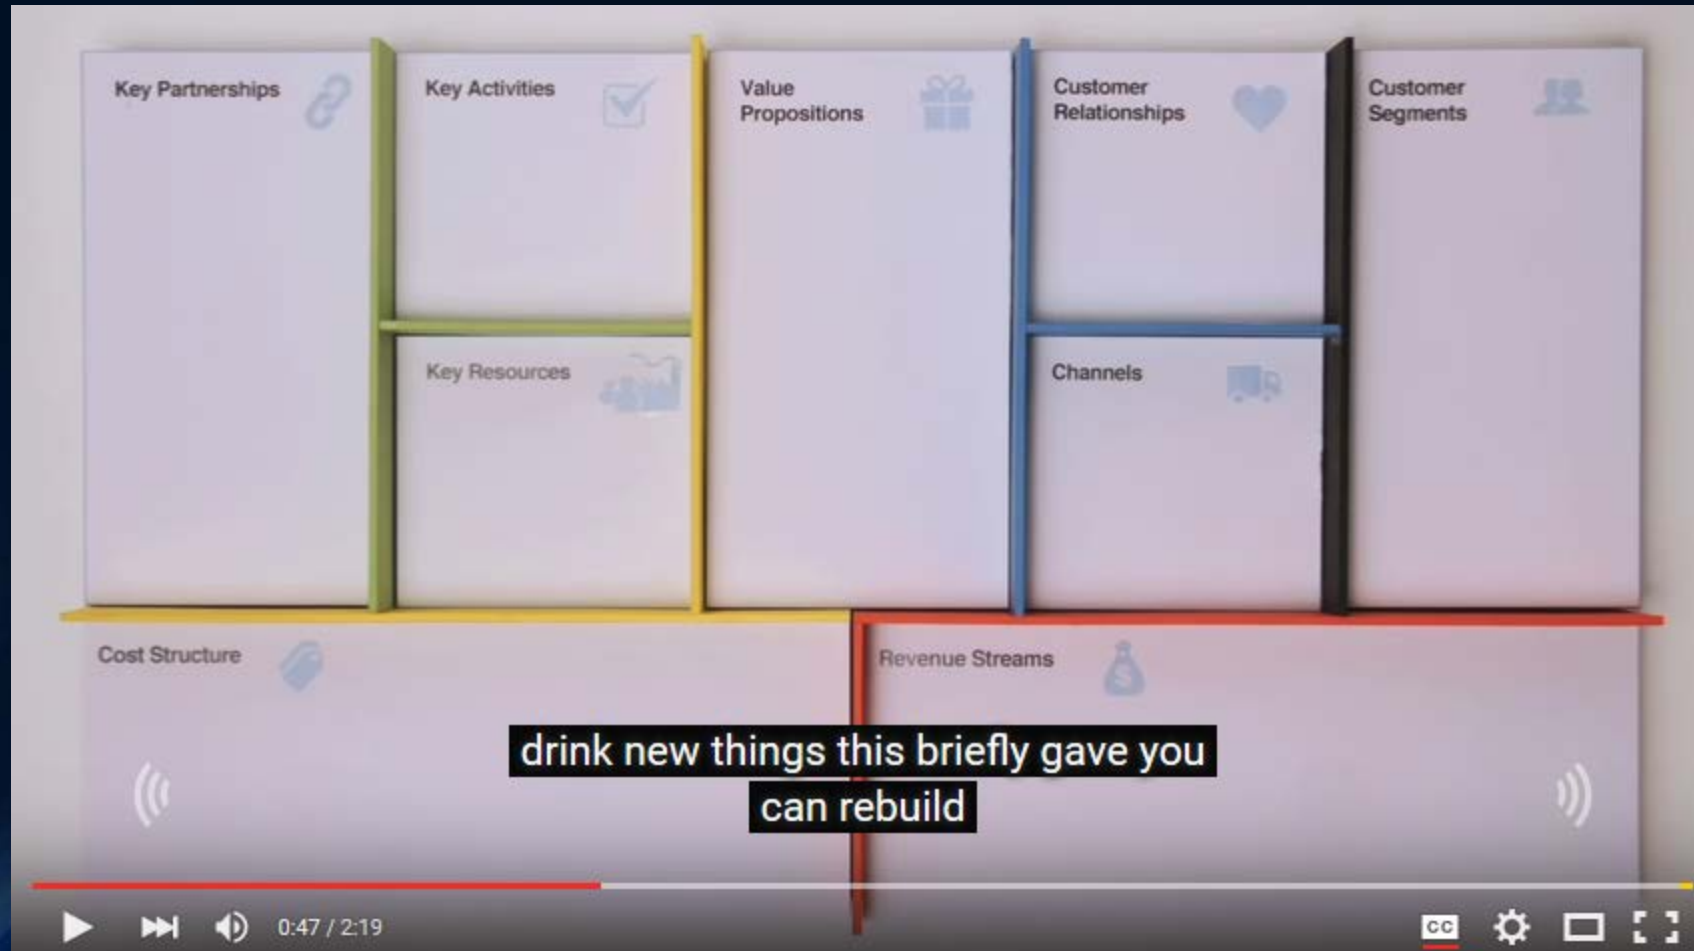 Key Partnerships
Key Activities
Value
Propositions
Customer
Relationships
Customer
Segments
Key Resources
Channels
Cost Structure
Revenue Streams
$
drink new things this briefly gave you
can rebuild
0:47 / 2:19
CC